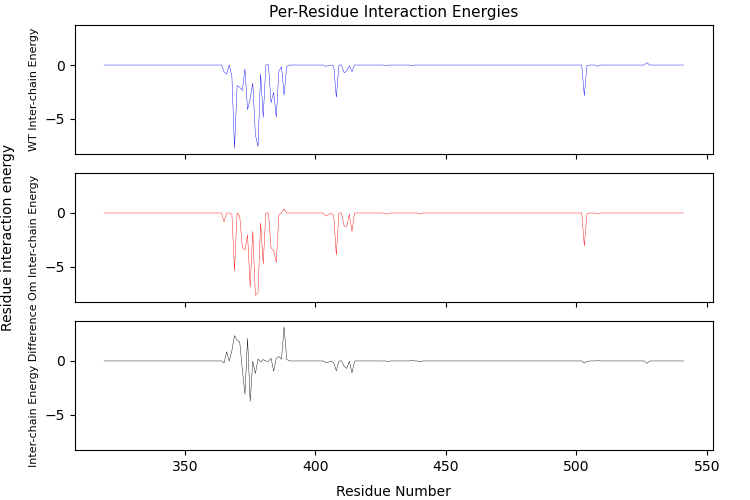 Per-Residue Interaction Energies
Residue interaction energy
WT Inter-chain Energy
0
−5
Om Inter-chain Energy
0
−5
Inter-chain Energy Difference
0
−5
350
400
450
500
550
Residue Number